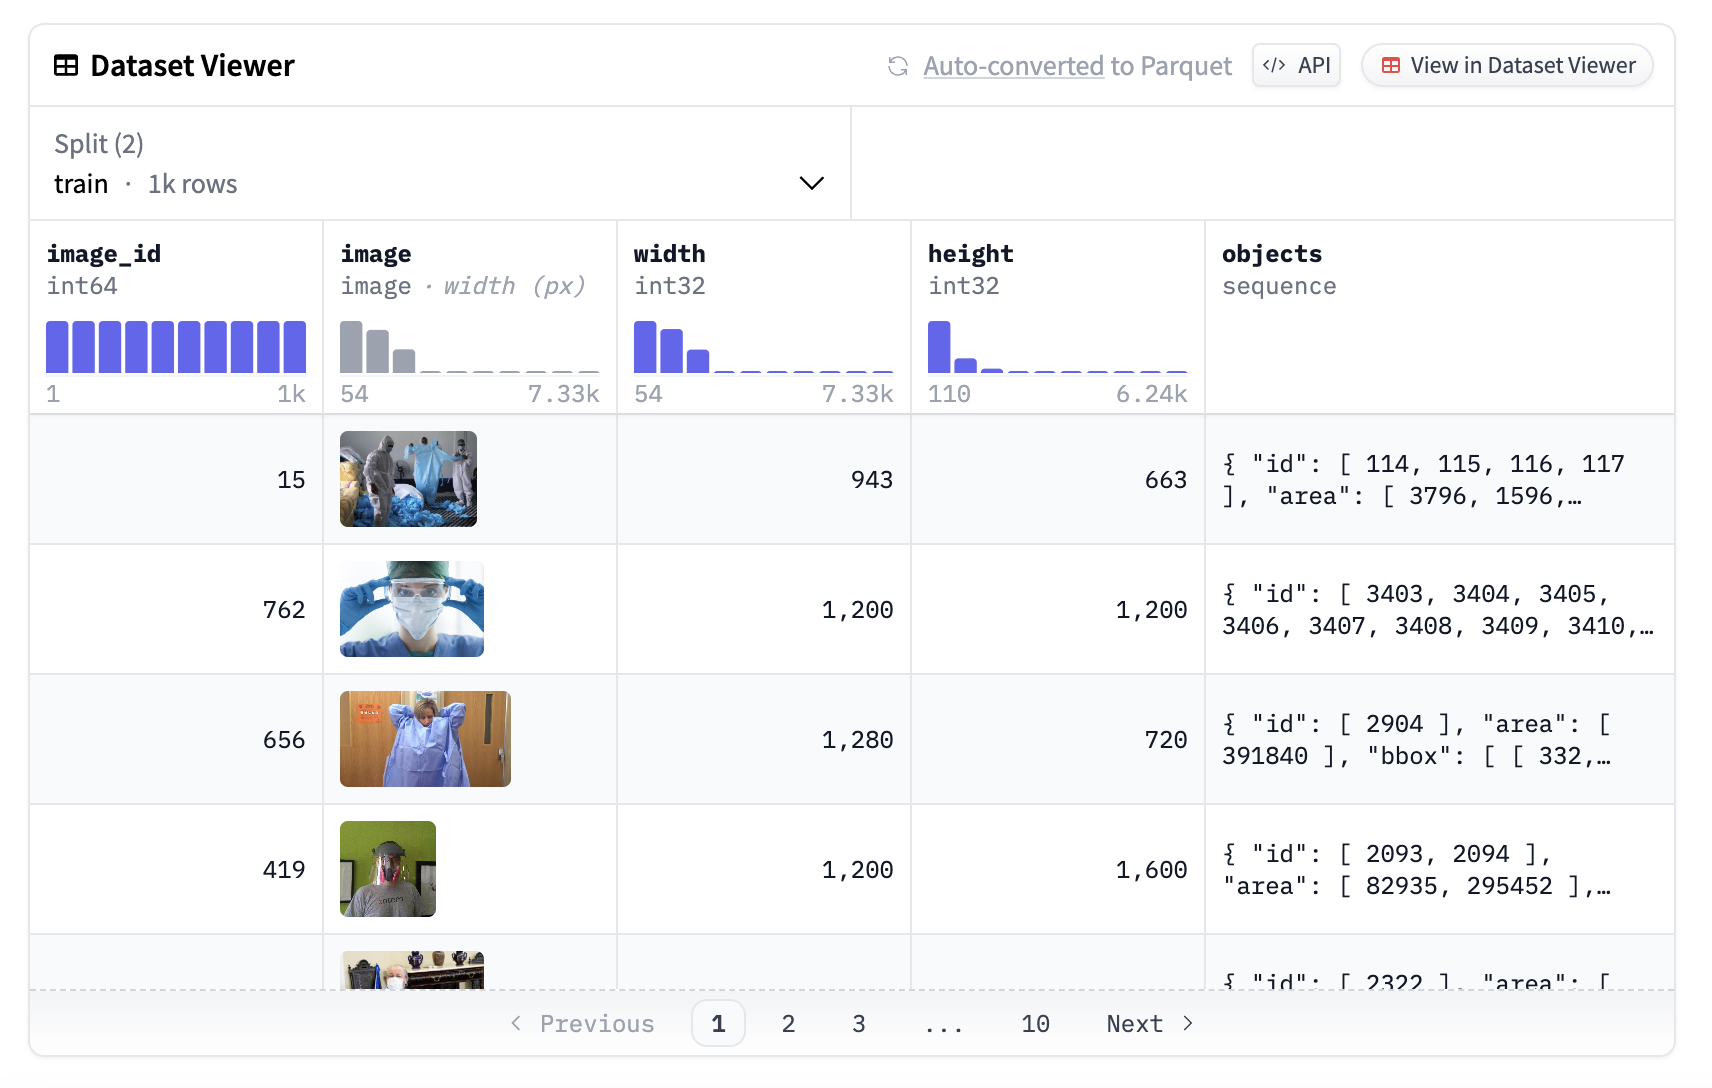 Dataset Viewer
Auto-converted to Parquet
</> API
View in Dataset Viewer
Split (2)
train · 1k rows
image_id
int64
1 1k
image
image · width (px)
54 7.33k
width
int32
54 7.33k
height
int32
110 6.24k
objects
sequence
15 943 663 { "id": [ 114, 115, 116, 117
], "area": [ 3796, 1596,…
762 1,200 1,200 { "id": [ 3403, 3404, 3405,
3406, 3407, 3408, 3409, 3410,…
656 1,280 720 { "id": [ 2904 ], "area": [
391840 ], "bbox": [ [ 332,…
419 1,200 1,600 { "id": [ 2093, 2094 ],
"area": [ 82935, 295452 ],…
{ "id": [ 2322 ], "area": [
< Previous 1 2 3 ... 10 Next >